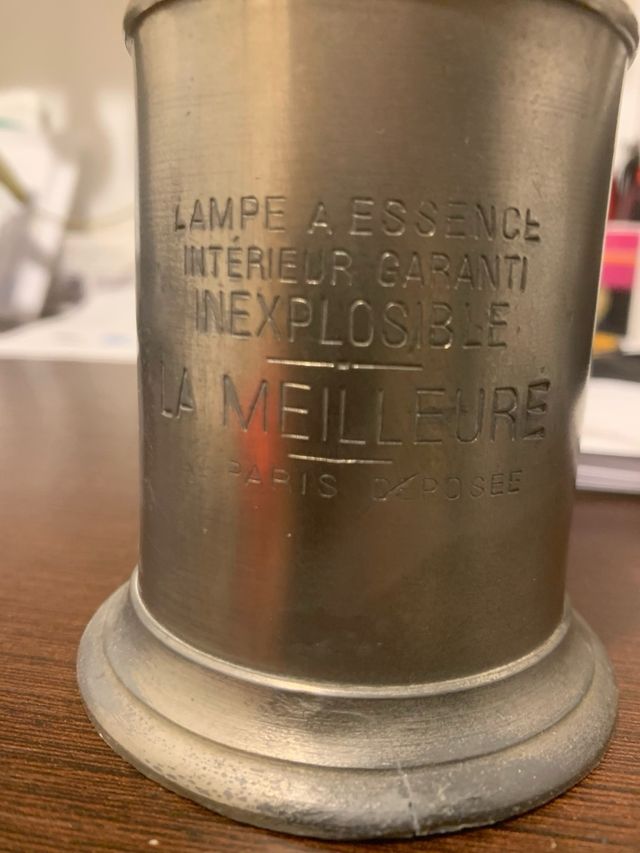 LAMPE A ESSENCE
INTÉRIEUR GARANTI
INEXPLOSIBLE
LA MEILLEURE
PARIS DÉPOSÉE